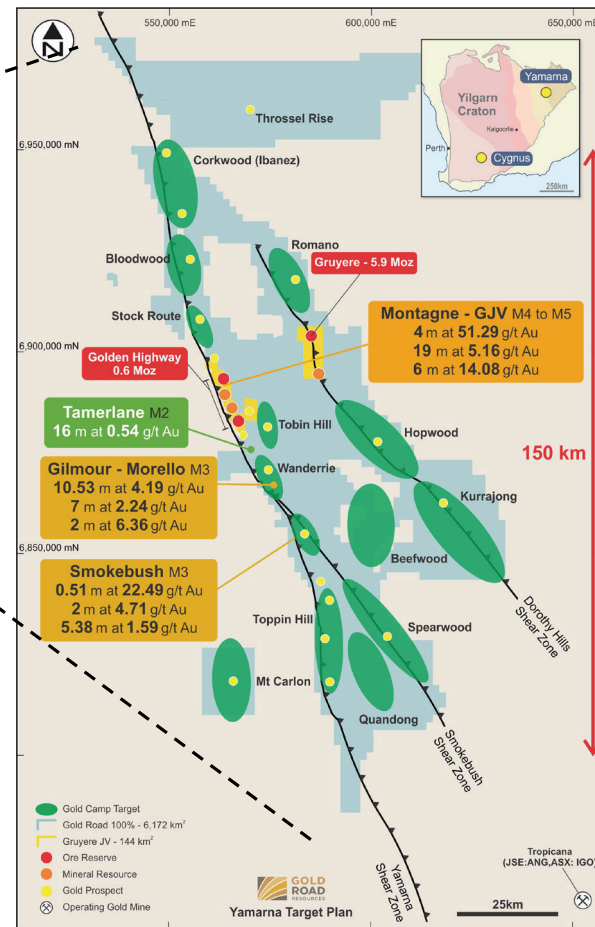 550,000 mE
600,000 mE
650,000 mE
N
6,950,000 mN
6,900,000 mN
6,850,000 mN
Yamarna
Yilgarn
Craton
Kalgoorlie
Perth
Cygnus
250km
Throssel Rise
Corkwood (Ibanez)
Romano
Bloodwood
Gruyere - 5.9 Moz
Stock Route
Montagne - GJV M4 to M5
4 m at 51.29 g/t Au
19 m at 5.16 g/t Au
6 m at 14.08 g/t Au
Golden Highway
0.6 Moz
Tamerlane M2
16 m at 0.54 g/t Au
Tobin Hill
Hopwood
150 km
Gilmour - Morello M3
10.53 m at 4.19 g/t Au
7 m at 2.24 g/t Au
2 m at 6.36 g/t Au
Wanderrie
Kurrajong
Beefwood
Smokebush M3
0.51 m at 22.49 g/t Au
2 m at 4.71 g/t Au
5.38 m at 1.59 g/t Au
Toppin Hill
Spearwood
Dorothy Hills
Shear Zone
Mt Carlon
Quandong
Smokebush
Shear Zone
Yamarna
Shear Zone
Gold Camp Target
Gold Road 100% - 6,172 km²
Gruyere JV - 144 km²
Ore Reserve
Mineral Resource
Gold Prospect
Operating Gold Mine
GOLD
ROAD
RESOURCES
Yamarna Target Plan
25km
Tropicana
(JSE:ANG,ASX: IGO)